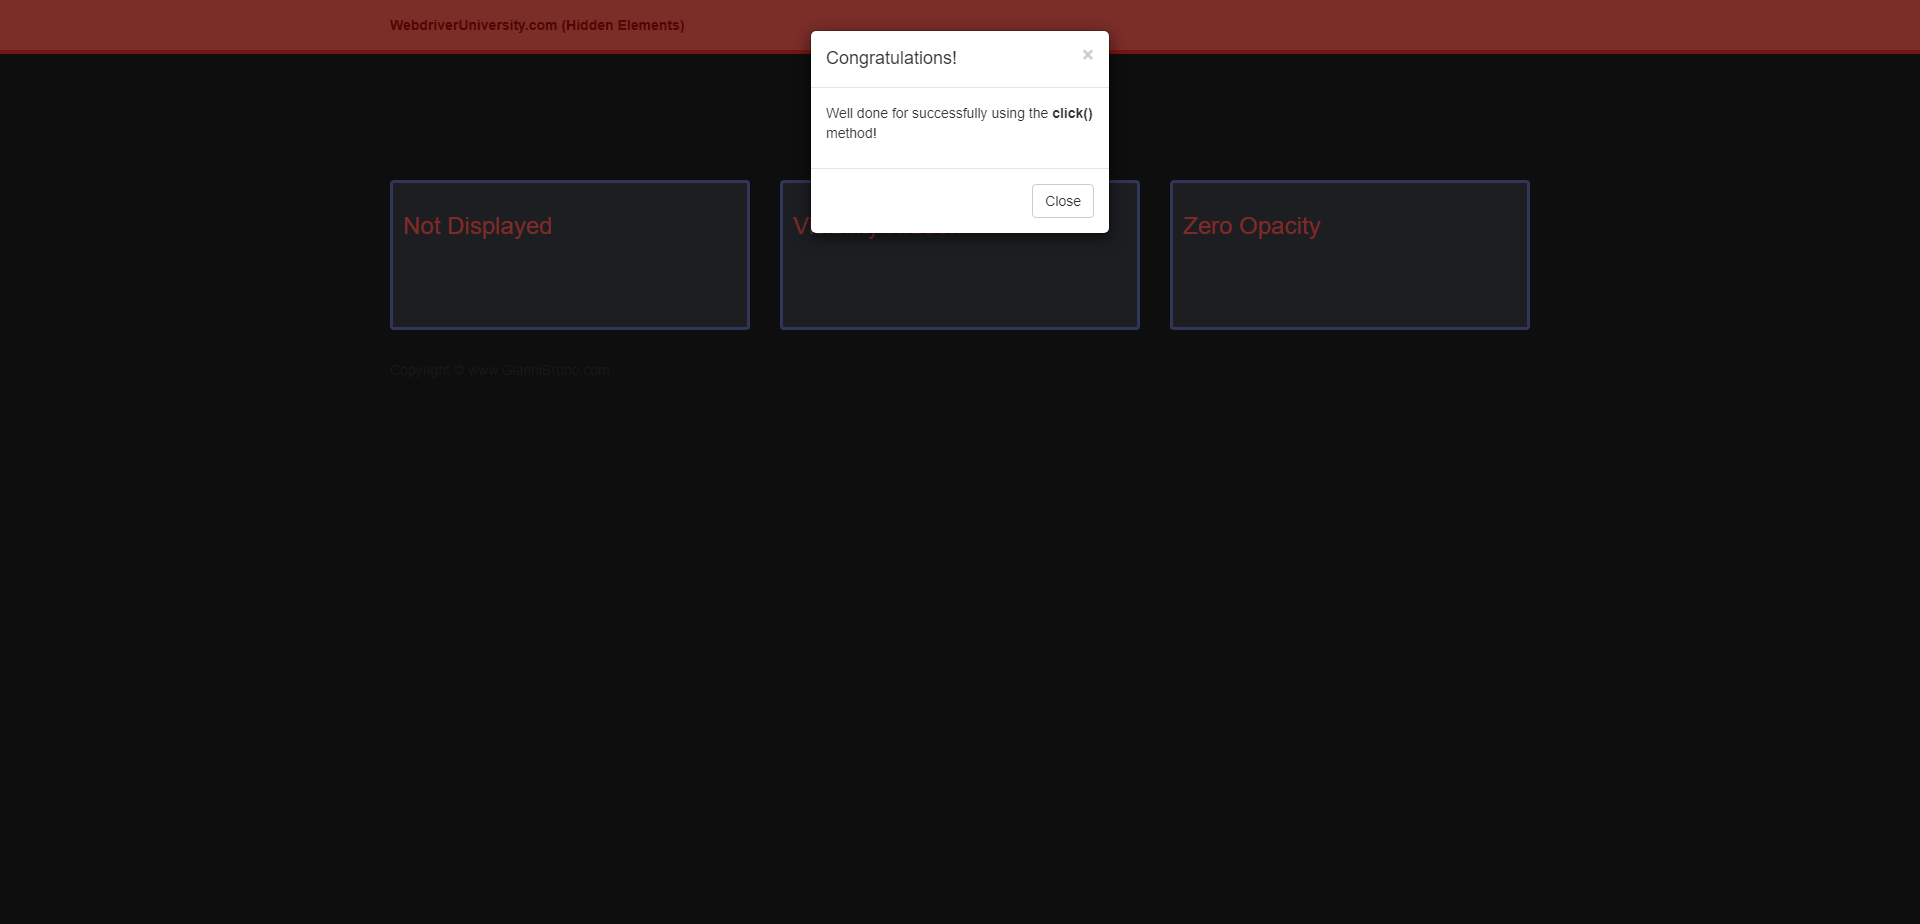 WebdriverUniversity.com (Hidden Elements)
Congratulations!
×
Well done for successfully using the click()
method!
Close
Not Displayed
Zero Opacity
Copyright © www.GianniBruno.com